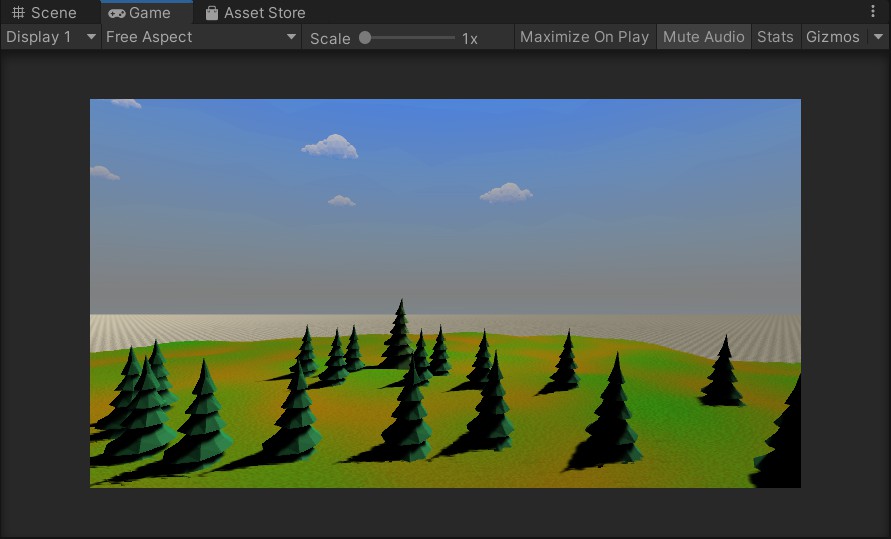 Scene Game Asset Store
Display 1 Free Aspect Scale 1x Maximize On Play Mute Audio Stats Gizmos